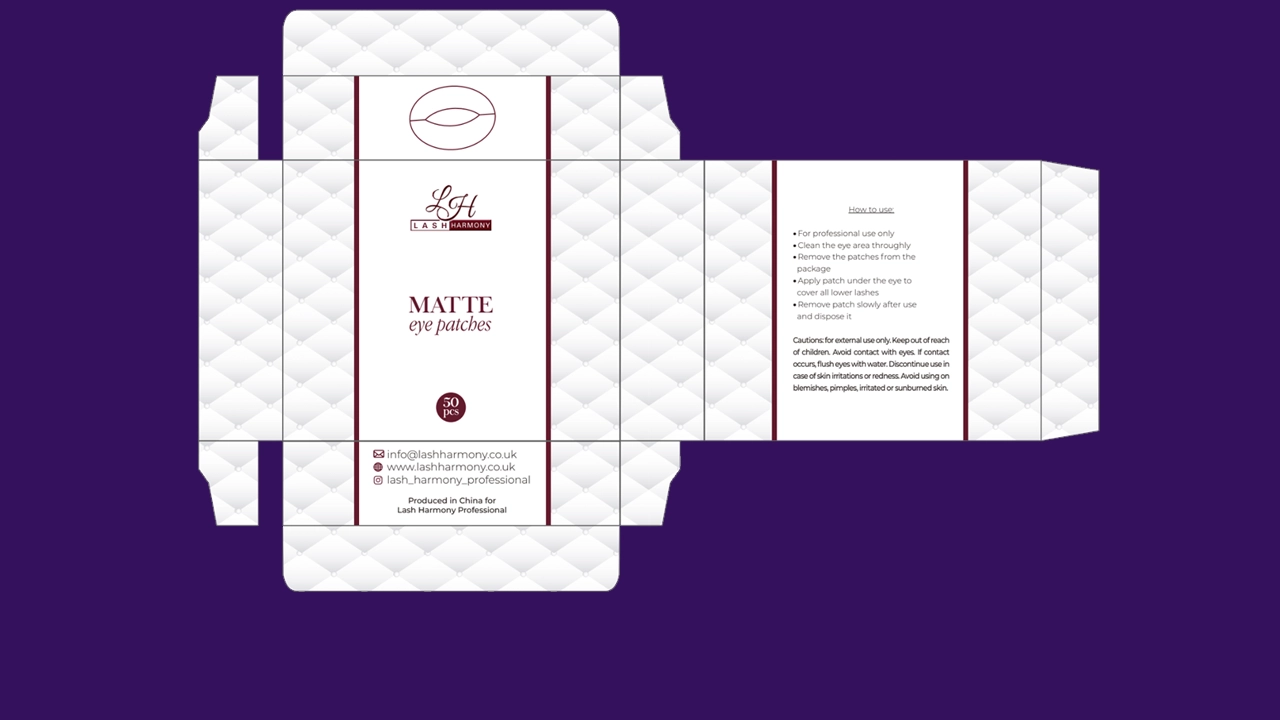 LH
LASH HARMONY
MATTE
eye patches
50
pcs
info@lashharmony.co.uk
www.lashharmony.co.uk
lash_harmony_professional
Produced in China for
Lash Harmony Professional
How to use:
• For professional use only
• Clean the eye area throughly
• Remove the patches from the
package
• Apply patch under the eye to
cover all lower lashes
• Remove patch slowly after use
and dispose it
Cautions: for external use only. Keep out of reach
of children. Avoid contact with eyes. If contact
occurs, flush eyes with water. Discontinue use in
case of skin irritations or redness. Avoid using on
blemishes, pimples, irritated or sunburned skin.